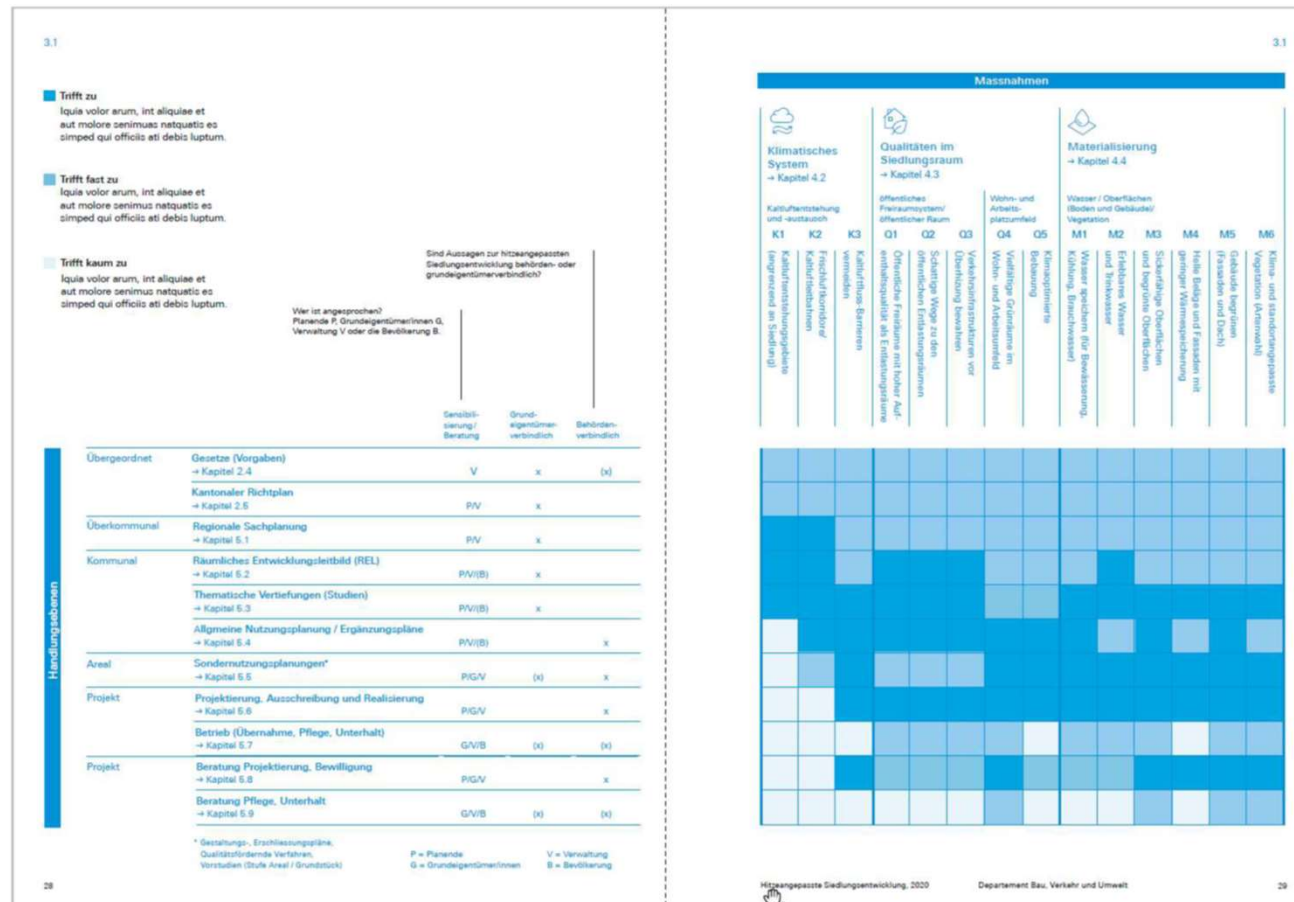 3.1
Trifft zu
Iquia volor arum, int aliquiae et
aut molore senimus natquatis es
simped qui officiis ati debis luptum.
Trifft fast zu
Iquia volor arum, int aliquiae et
aut molore senimus natquatis es
simped qui officiis ati debis luptum.
Trifft kaum zu
Iquia volor arum, int aliquiae et
aut molore senimus natquatis es
simped qui officiis ati debis luptum.
Sind Aussagen zur hitzeangepassten
Siedlungsentwicklung behörden- oder
grundeigentümerverbindlich?
Wer ist angesprochen?
Planende P, Grundeigentümer/innen G,
Verwaltung V oder die Bevölkerung B.
Sensibili-
sierung /
Beratung
Grund-
eigentümer-
verbindlich
Behörden-
verbindlich
Handlungsebenen
Übergeordnet
Gesetze (Vorgaben)
→ Kapitel 2.4
V x (x)
Kantonaler Richtplan
→ Kapitel 2.5
P/V x
Überkommunal
Regionale Sachplanung
→ Kapitel 5.1
P/V x
Kommunal
Räumliches Entwicklungsleitbild (REL)
→ Kapitel 5.2
P/V/(B) x
Thematische Vertiefungen (Studien)
→ Kapitel 5.3
P/V/(B) x
Allgmeine Nutzungsplanung / Ergänzungspläne
→ Kapitel 5.4
P/V/(B) x
Areal
Sondernutzungsplanungen*
→ Kapitel 5.5
P/G/V (x) x
Projekt
Projektierung, Ausschreibung und Realisierung
→ Kapitel 5.6
P/G/V x
Betrieb (Übernahme, Pflege, Unterhalt)
→ Kapitel 5.7
G/V/B (x) (x)
Projekt
Beratung Projektierung, Bewilligung
→ Kapitel 5.8
P/G/V x
Beratung Pflege, Unterhalt
→ Kapitel 5.9
G/V/B (x) (x)
* Gestaltungs-, Erschliessungspläne,
Qualitätsfördernde Verfahren,
Vorstudien (Stufe Areal / Grundstück)
P = Planende
G = Grundeigentümer/innen
V = Verwaltung
B = Bevölkerung
28
3.1
Massnahmen
Klimatisches
System
→ Kapitel 4.2
Qualitäten im
Siedlungsraum
→ Kapitel 4.3
Materialisierung
→ Kapitel 4.4
Kaltluftentstehung
und -austausch
öffentliches
Freiraumsystem/
öffentlicher Raum
Wohn- und
Arbeits-
platzumfeld
Wasser / Oberflächen
(Boden und Gebäude)/
Vegetation
K1 K2 K3 Q1 Q2 Q3 Q4 Q5 M1 M2 M3 M4 M5 M6
Kaltluftentstehungsgebiete
(angrenzend an Siedlung)
Frischluftkorridore/
Kaltluftleitbahnen
Kaltluftfluss-Barrieren
vermeiden
Öffentliche Freiräume mit hoher Auf-
enthaltsqualität als Entlastungsräume
Schattige Wege zu den
öffentlichen Entlastungsräumen
Verkehrsinfrastrukturen vor
Überhizung bewahren
Vielfältige Grünräume im
Wohn- und Arbeitsumfeld
Klimaoptimierte
Bebauung
Wasser speichern (für Bewässerung,
Kühlung, Brauchwasser)
Erlebbares Wasser
und Trinkwasser
Sickerfähige Oberflächen
und begrünte Oberflächen
Helle Beläge und Fassaden mit
geringer Wärmespeicherung
Gebäude begrünen
(Fassaden und Dach)
Klima- und standortangepasste
Vegetation (Artenwahl)
Hitzeangepasste Siedlungsentwicklung, 2020
Departement Bau, Verkehr und Umwelt
29